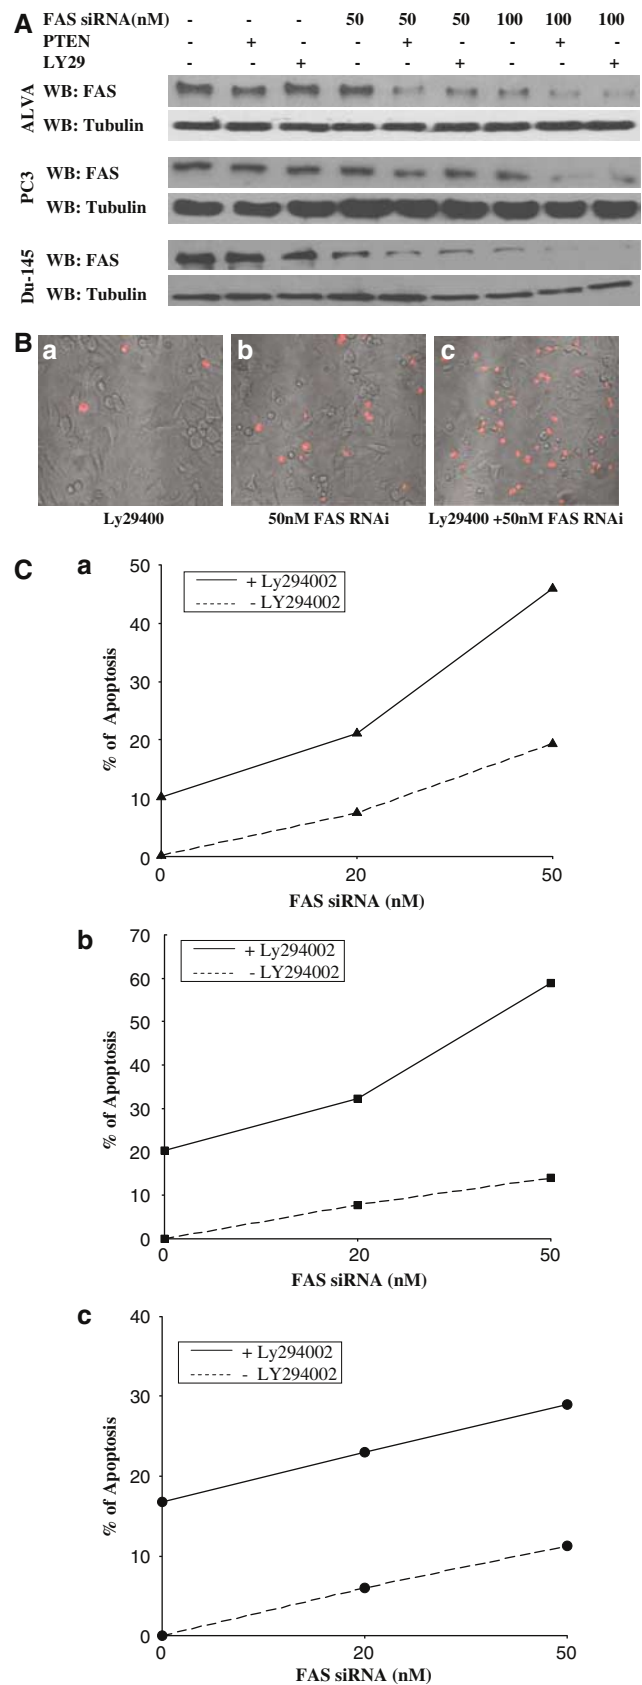 A
FAS siRNA(nM) - - - 50 50 50 100 100 100
PTEN - + - - + - - + -
LY29 - - + - - + - - +
ALVA
WB: FAS
WB: Tubulin
PC3
WB: FAS
WB: Tubulin
Du-145
WB: FAS
WB: Tubulin
B
a
b
c
Ly29400
50nM FAS RNAi
Ly29400 +50nM FAS RNAi
C
a
50
+ Ly294002
- LY294002
40
30
20
10
0
% of Apoptosis
0 20 50
FAS siRNA (nM)
b
70
+ Ly294002
- LY294002
60
50
40
30
20
10
0
% of Apoptosis
0 20 50
FAS siRNA (nM)
c
40
+ Ly294002
- LY294002
30
20
10
0
% of Apoptosis
0 20 50
FAS siRNA (nM)